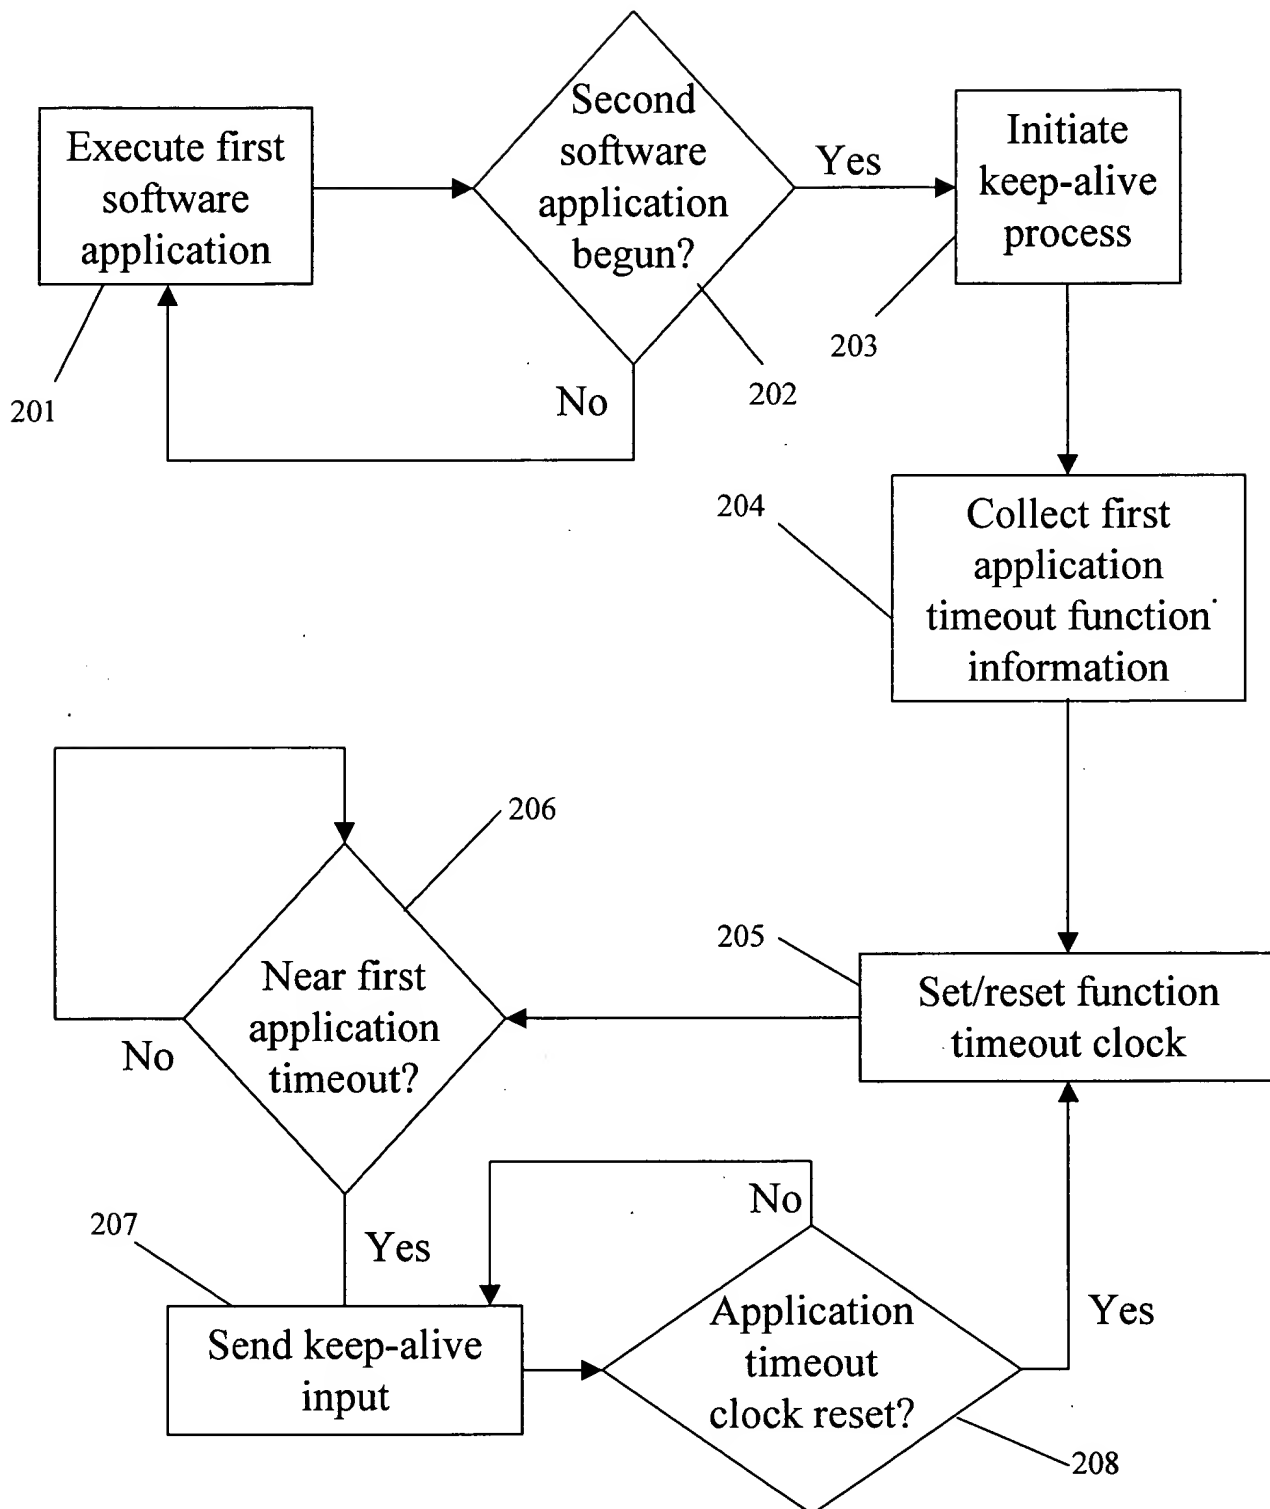 Execute first
software
application
201
Second
software
application
begun?
202
Yes
No
Initiate
keep-alive
process
203
204
Collect first
application
timeout function
information
205
Set/reset function
timeout clock
206
Near first
application
timeout?
No
Yes
207
Send keep-alive
input
No
Application
timeout
clock reset?
Yes
208